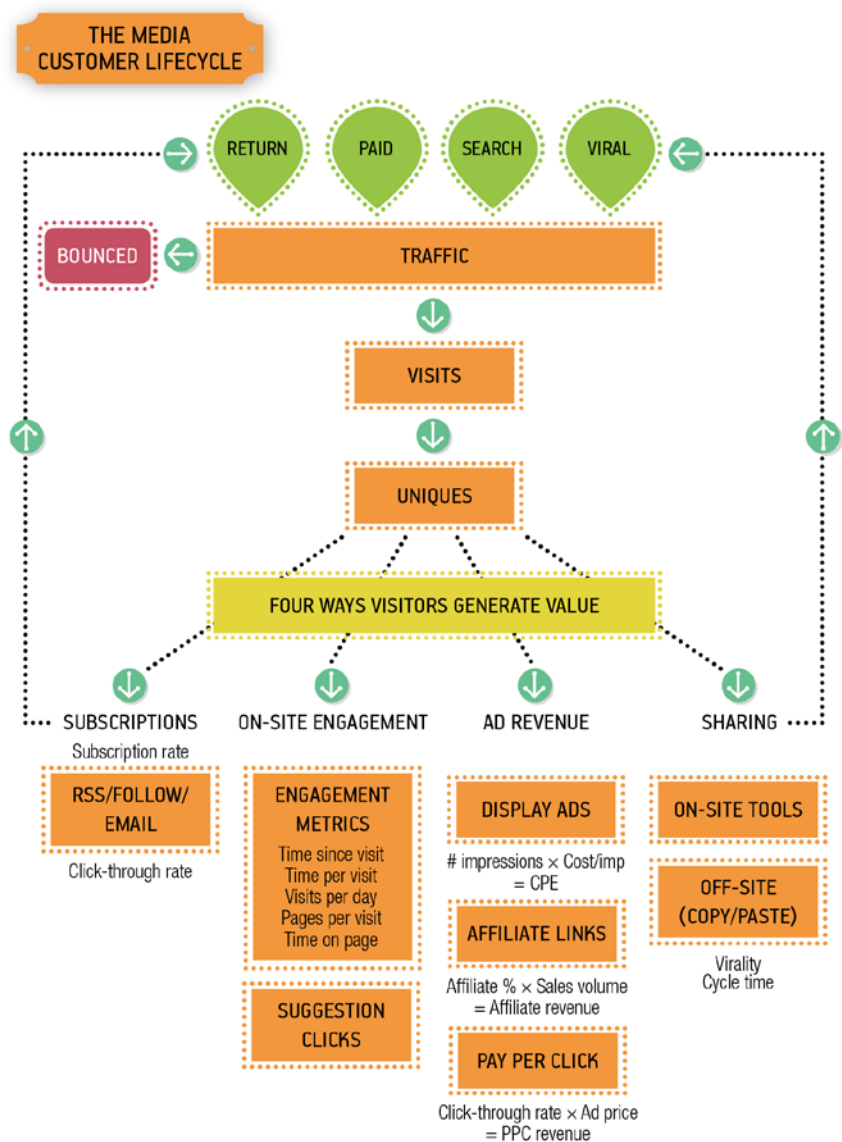 THE MEDIA
CUSTOMER LIFECYCLE
RETURN
PAID
SEARCH
VIRAL
BOUNCED
TRAFFIC
VISITS
UNIQUES
FOUR WAYS VISITORS GENERATE VALUE
SUBSCRIPTIONS
Subscription rate
RSS/FOLLOW/
EMAIL
Click-through rate
ON-SITE ENGAGEMENT
ENGAGEMENT
METRICS
Time since visit
Time per visit
Visits per day
Pages per visit
Time on page
SUGGESTION
CLICKS
AD REVENUE
DISPLAY ADS
# impressions × Cost/imp
= CPE
AFFILIATE LINKS
Affiliate % × Sales volume
= Affiliate revenue
PAY PER CLICK
Click-through rate × Ad price
= PPC revenue
SHARING
ON-SITE TOOLS
OFF-SITE
(COPY/PASTE)
Virality
Cycle time